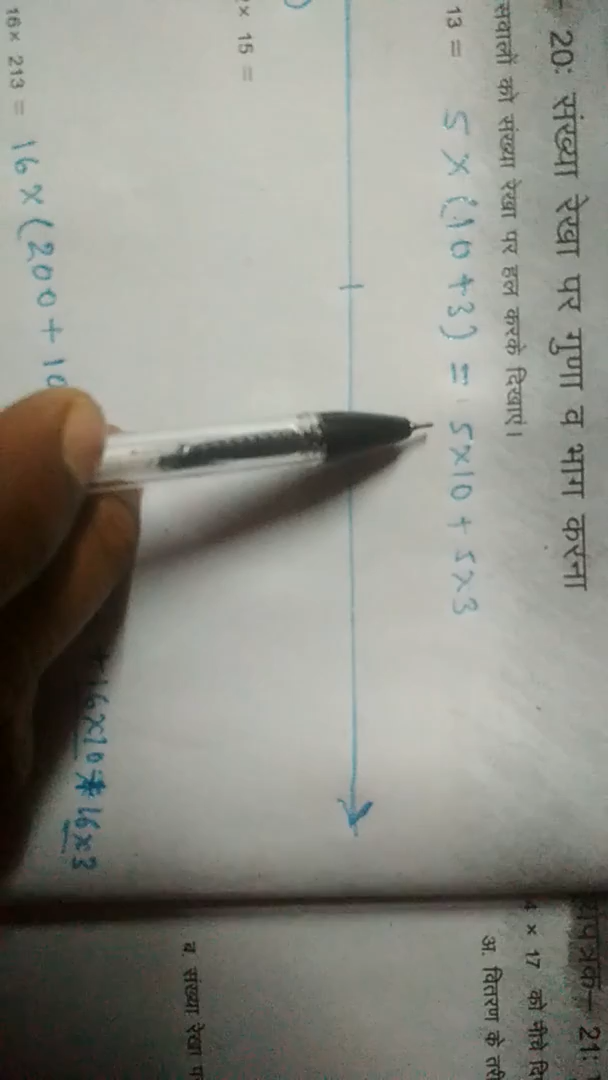 20: संख्या रेखा पर गुणा व भाग करना
सवालों को संख्या रेखा पर हल करके दिखाएं।
13 = 5 × (10 + 3) = 5×10 + 5×3
× 15 =
16× 213 = 16 × (200 + 10
+ 16×10 + 16×3
21:
4 × 17 को नीचे
अ. वितरण के
ब. संख्या रेखा